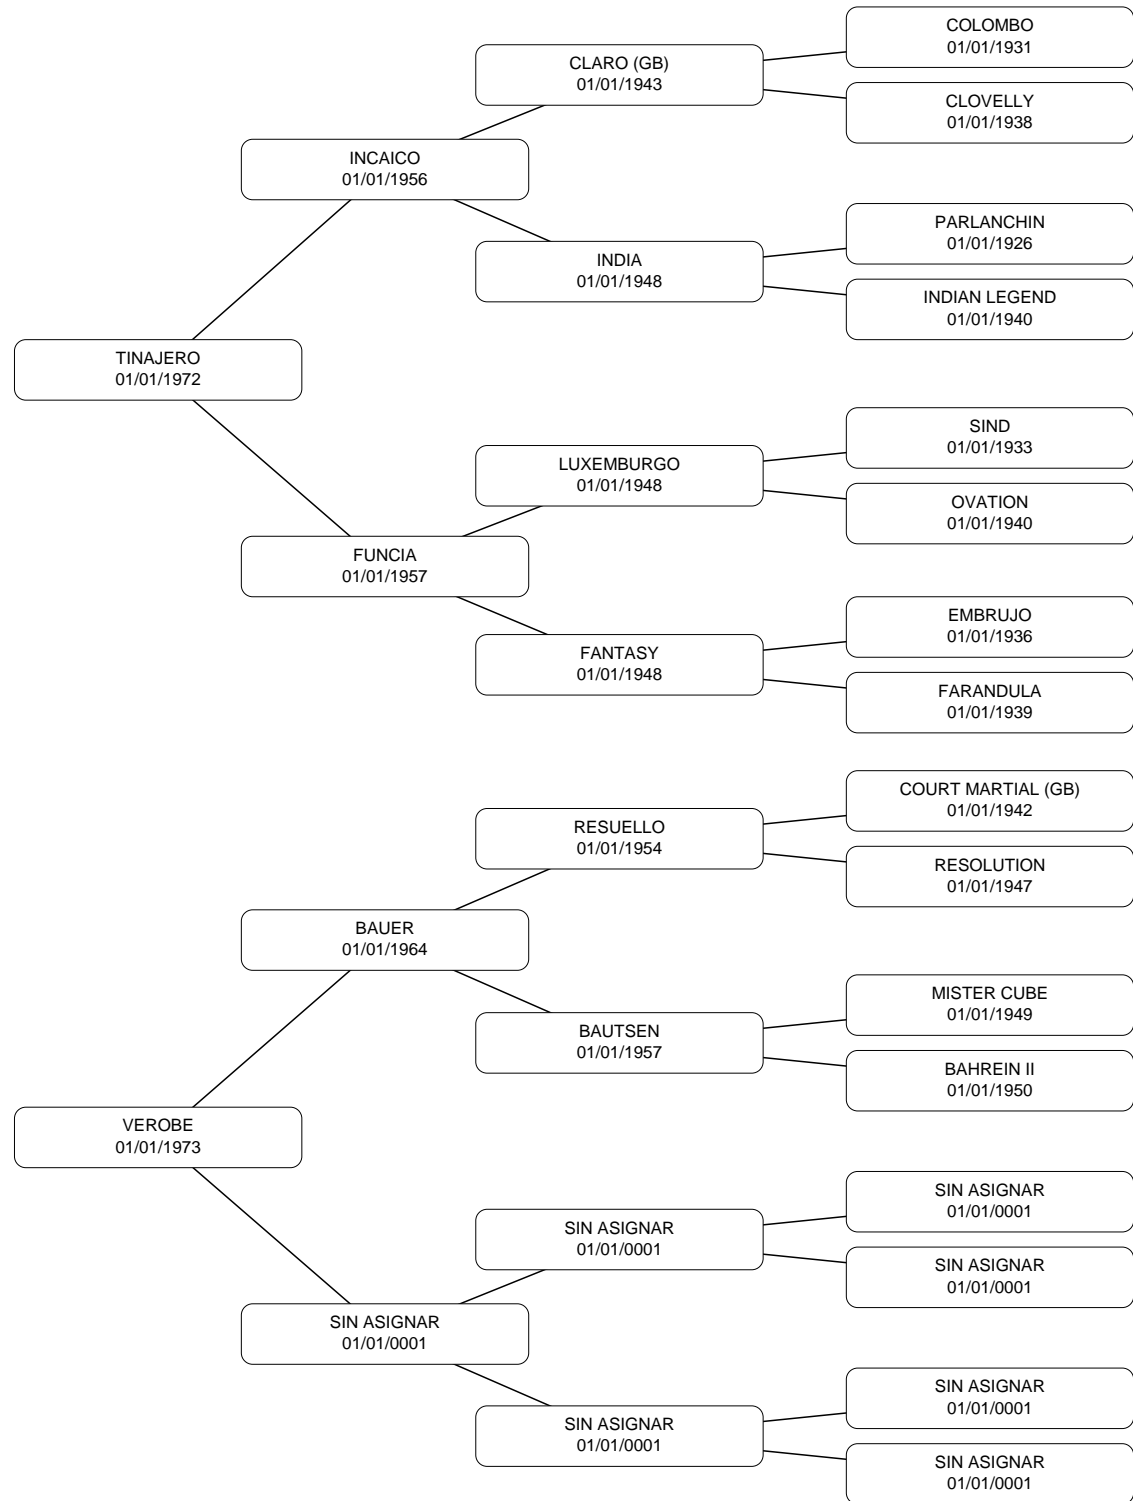 COLOMBO
01/01/1931
CLARO (GB)
01/01/1943
CLOVELLY
01/01/1938
INCAICO
01/01/1956
PARLANCHIN
01/01/1926
INDIA
01/01/1948
INDIAN LEGEND
01/01/1940
TINAJERO
01/01/1972
SIND
01/01/1933
LUXEMBURGO
01/01/1948
OVATION
01/01/1940
FUNCIA
01/01/1957
EMBRUJO
01/01/1936
FANTASY
01/01/1948
FARANDULA
01/01/1939
COURT MARTIAL (GB)
01/01/1942
RESUELLO
01/01/1954
RESOLUTION
01/01/1947
BAUER
01/01/1964
MISTER CUBE
01/01/1949
BAUTSEN
01/01/1957
BAHREIN II
01/01/1950
VEROBE
01/01/1973
SIN ASIGNAR
01/01/0001
SIN ASIGNAR
01/01/0001
SIN ASIGNAR
01/01/0001
SIN ASIGNAR
01/01/0001
SIN ASIGNAR
01/01/0001
SIN ASIGNAR
01/01/0001
SIN ASIGNAR
01/01/0001